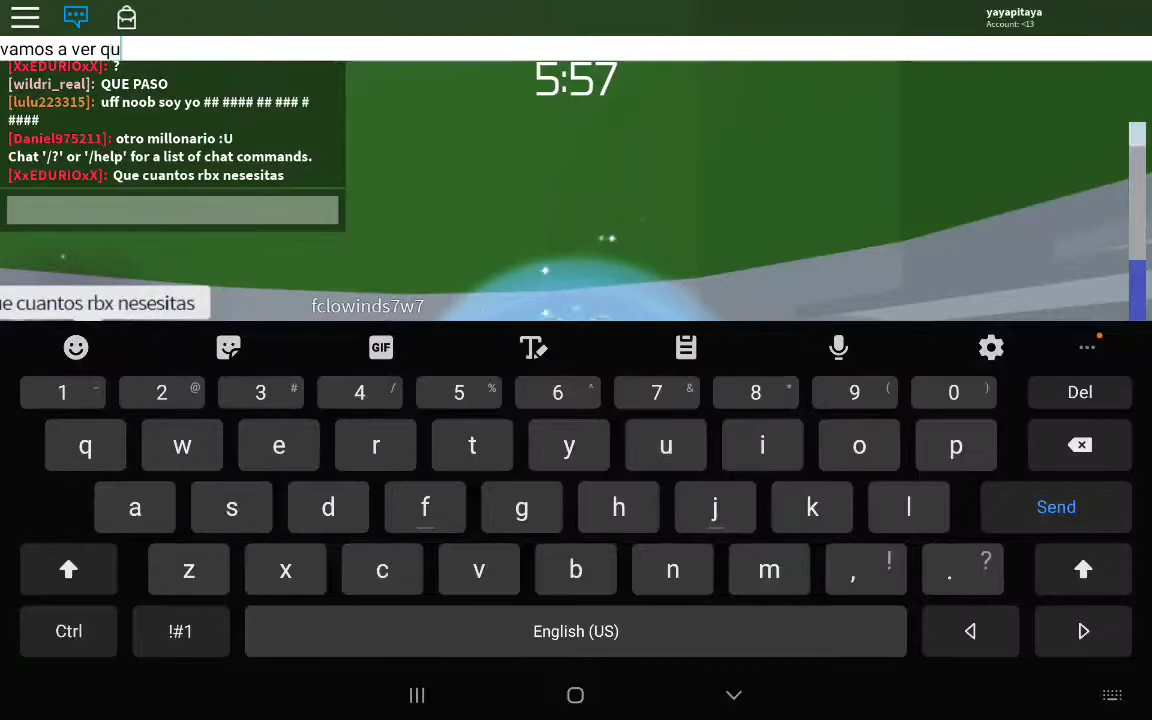 yayapitaya
Account: <13
vamos a ver qu
[XxEDURIOxX]: ?
[wildri_real]: QUE PASO
[lulu223315]: uff noob soy yo ## #### ## ### #
####
[Daniel975211]: otro millonario :U
Chat '/?' or '/help' for a list of chat commands.
[XxEDURIOxX]: Que cuantos rbx nesesitas
5:57
ue cuantos rbx nesesitas
fclowinds7w7
GIF
1 - 2 @ 3 # 4 / 5 % 6 ^ 7 & 8 * 9 ( 0 ) Del
q w e r t y u i o p
a s d f g h j k l Send
z x c v b n m , ! . ?
Ctrl !#1 English (US)